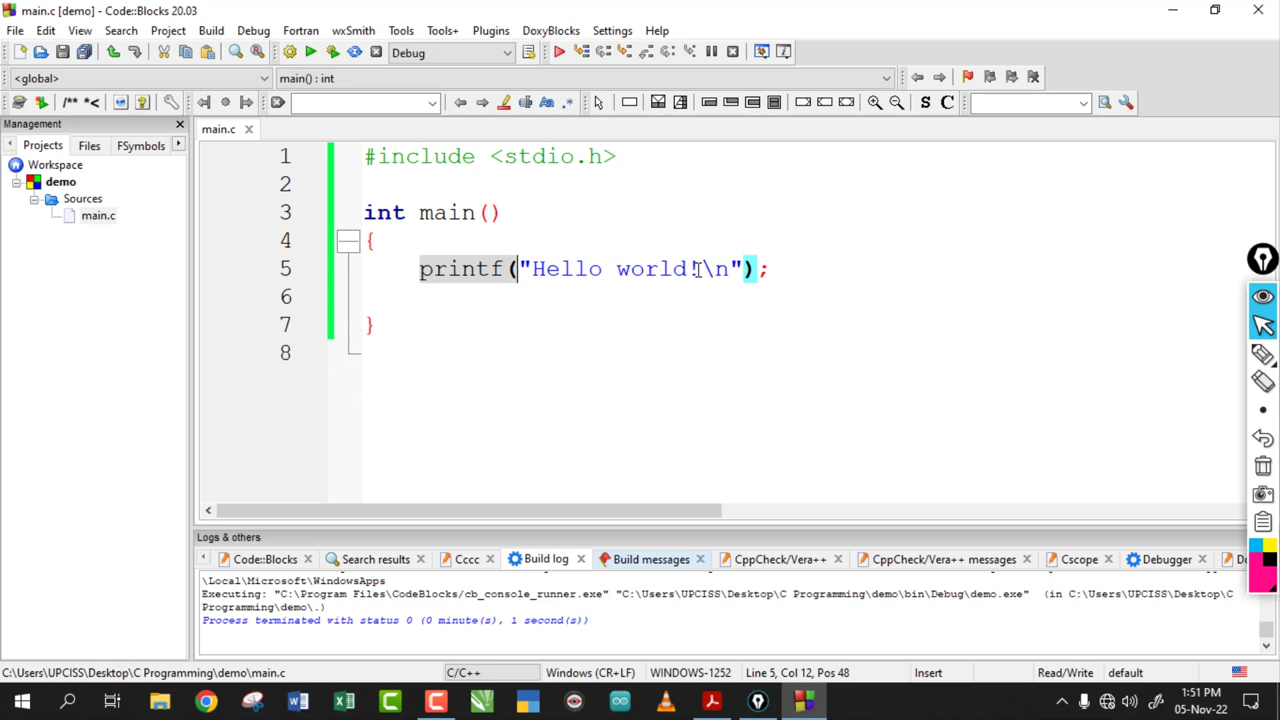 main.c [demo] - Code::Blocks 20.03
File Edit View Search Project Build Debug Fortran wxSmith Tools Tools+ Plugins DoxyBlocks Settings Help
Debug
<global> main() : int
/** *< Aa .* S C
Management
Projects Files FSymbols
main.c
Workspace
demo
Sources
main.c
1 #include <stdio.h>
2
3 int main()
4 {
5 printf("Hello world!\n");
6
7 }
8
Logs & others
Code::Blocks Search results Cccc Build log Build messages CppCheck/Vera++ CppCheck/Vera++ messages Cscope Debugger
\Local\Microsoft\WindowsApps
Executing: "C:\Program Files\CodeBlocks/cb_console_runner.exe" "C:\Users\UPCISS\Desktop\C Programming\demo\bin\Debug\demo.exe" (in C:\Users\UPCISS\Desktop\C
Programming\demo\.)
Process terminated with status 0 (0 minute(s), 1 second(s))
C:\Users\UPCISS\Desktop\C Programming\demo\main.c C/C++ Windows (CR+LF) WINDOWS-1252 Line 5, Col 12, Pos 48 Insert Read/Write default
1:51 PM
05-Nov-22